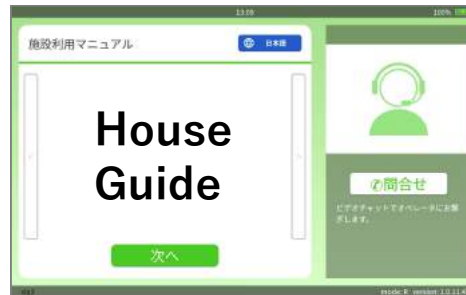 13:09
100%
施設利用マニュアル
日本語
House
Guide
次へ
✆問合せ
ビデオチャットでオペレータにお繋
ぎします。